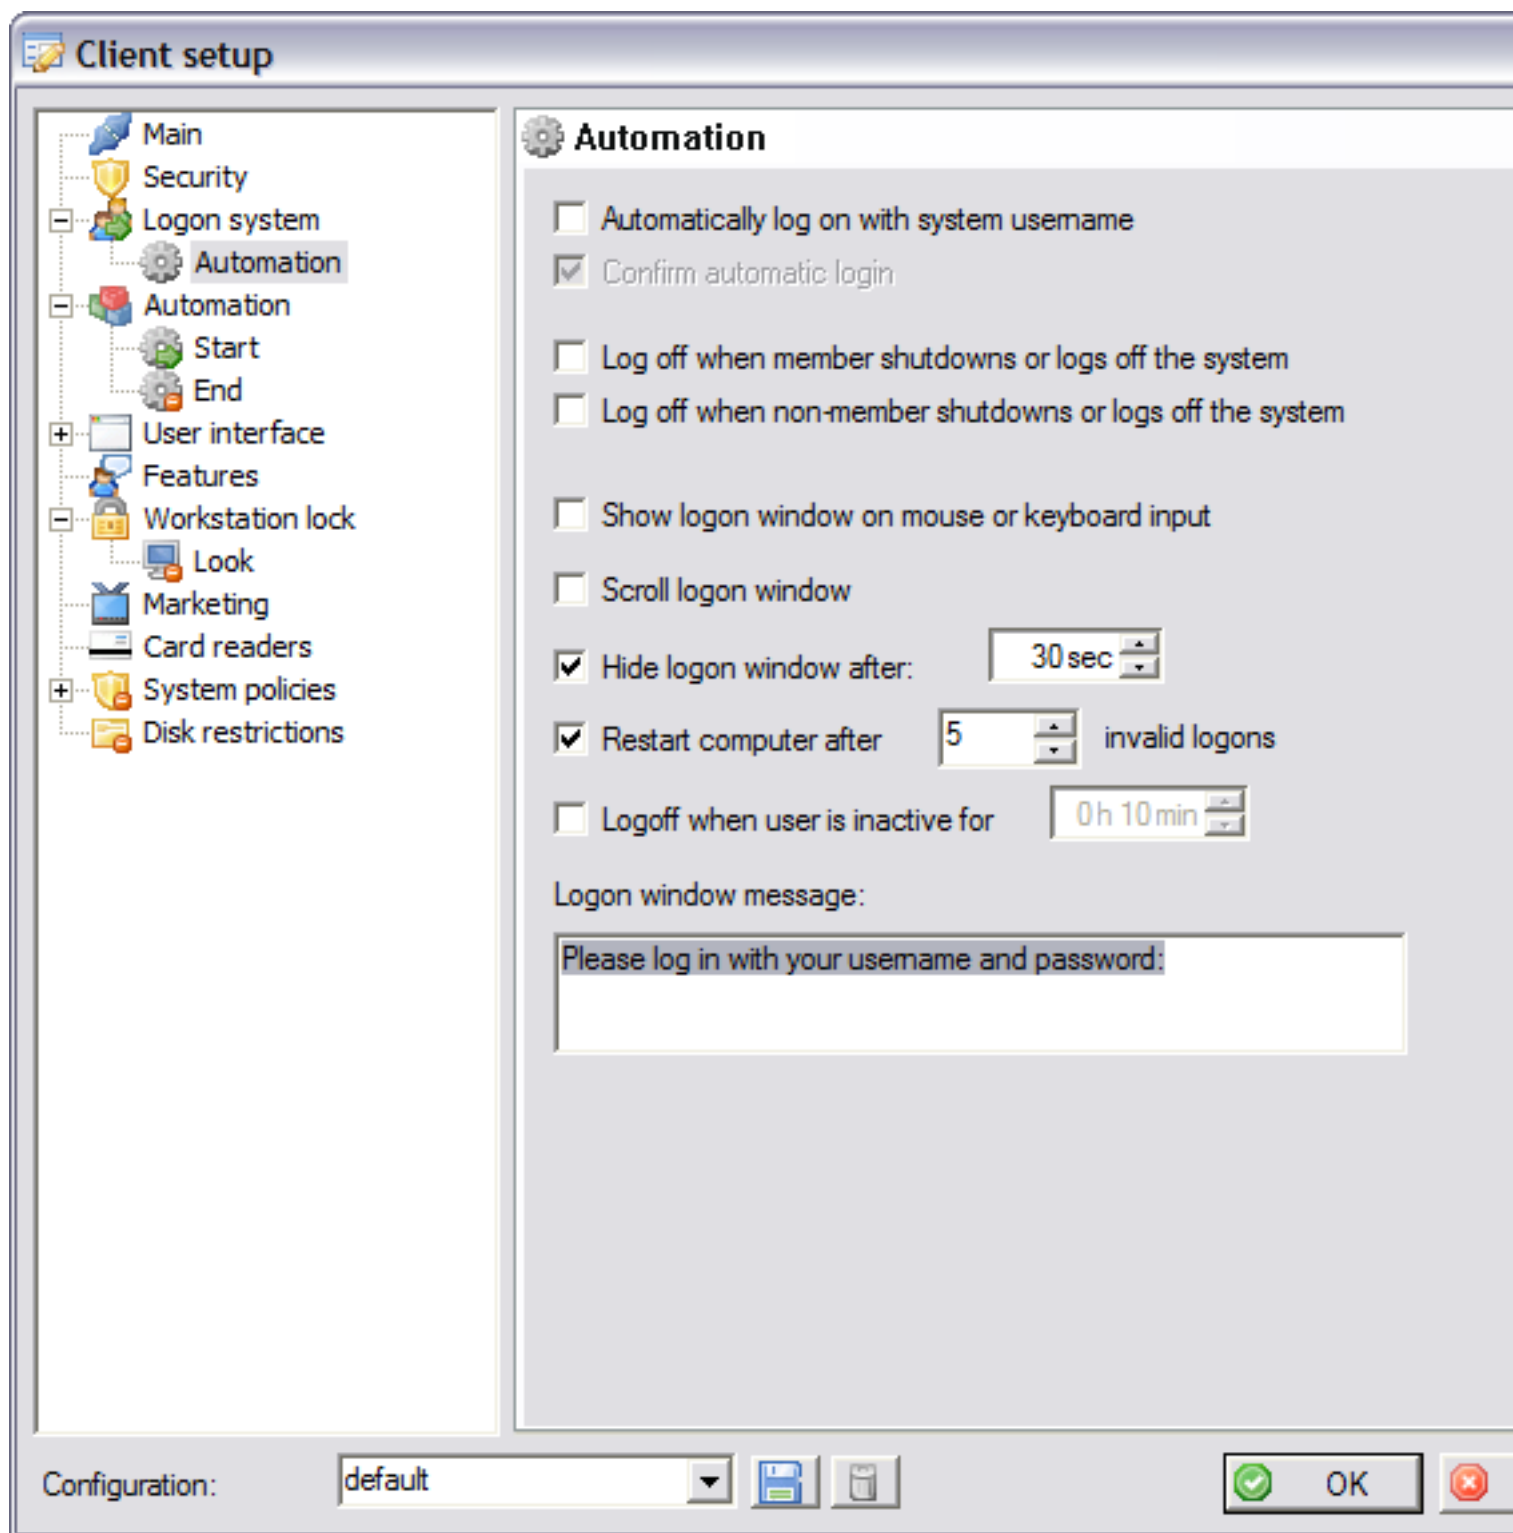 Client setup
Main
Security
Logon system
Automation
Automation
Start
End
User interface
Features
Workstation lock
Look
Marketing
Card readers
System policies
Disk restrictions
Automation
Automatically log on with system username
Confirm automatic login
Log off when member shutdowns or logs off the system
Log off when non-member shutdowns or logs off the system
Show logon window on mouse or keyboard input
Scroll logon window
Hide logon window after: 30 sec
Restart computer after 5 invalid logons
Logoff when user is inactive for 0 h 10 min
Logon window message:
Please log in with your username and password:
Configuration: default OK